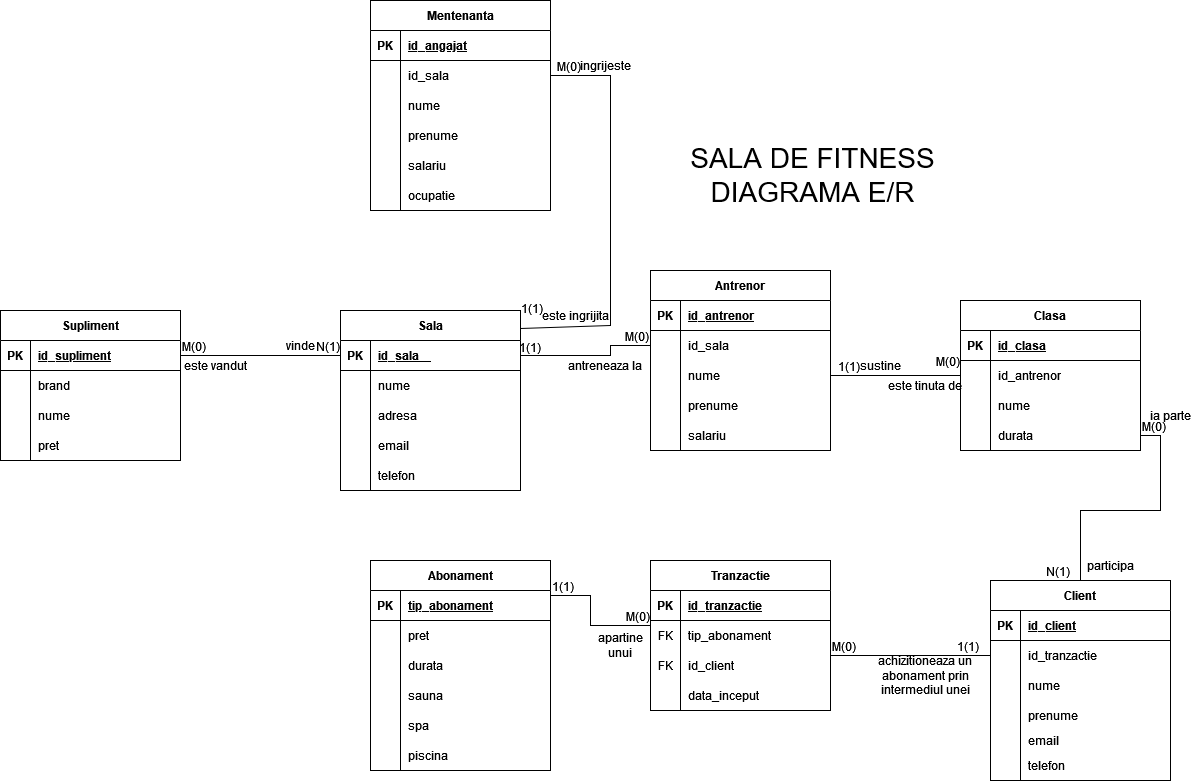 Mentenanta
PK id_angajat
id_sala
nume
prenume
salariu
ocupatie
M(0) ingrijeste
SALA DE FITNESS
DIAGRAMA E/R
Supliment
PK id_supliment
brand
nume
pret
M(0)
este vandut
vinde N(1)
Sala
PK id_sala
nume
adresa
email
telefon
1(1) este ingrijita
1(1)
M(0)
antreneaza la
Antrenor
PK id_antrenor
id_sala
nume
prenume
salariu
1(1) sustine
M(0)
este tinuta de
Clasa
PK id_clasa
id_antrenor
nume
durata
ia parte
M(0)
N(1)
participa
Abonament
PK tip_abonament
pret
durata
sauna
spa
piscina
1(1)
M(0)
apartine
unui
Tranzactie
PK id_tranzactie
FK tip_abonament
FK id_client
data_inceput
M(0)
1(1)
achizitioneaza un
abonament prin
intermediul unei
Client
PK id_client
id_tranzactie
nume
prenume
email
telefon